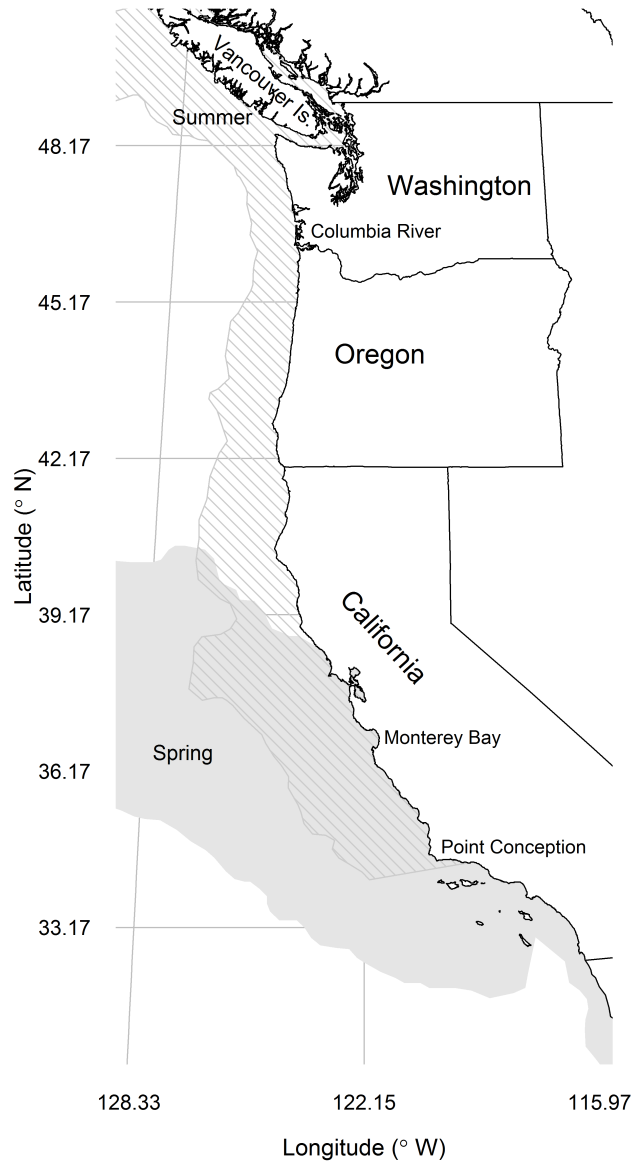 Vancouver Is.
Summer
48.17
Washington
Columbia River
45.17
Oregon
42.17
Latitude (° N)
39.17
California
Monterey Bay
Spring
36.17
Point Conception
33.17
128.33
122.15
115.97
Longitude (° W)